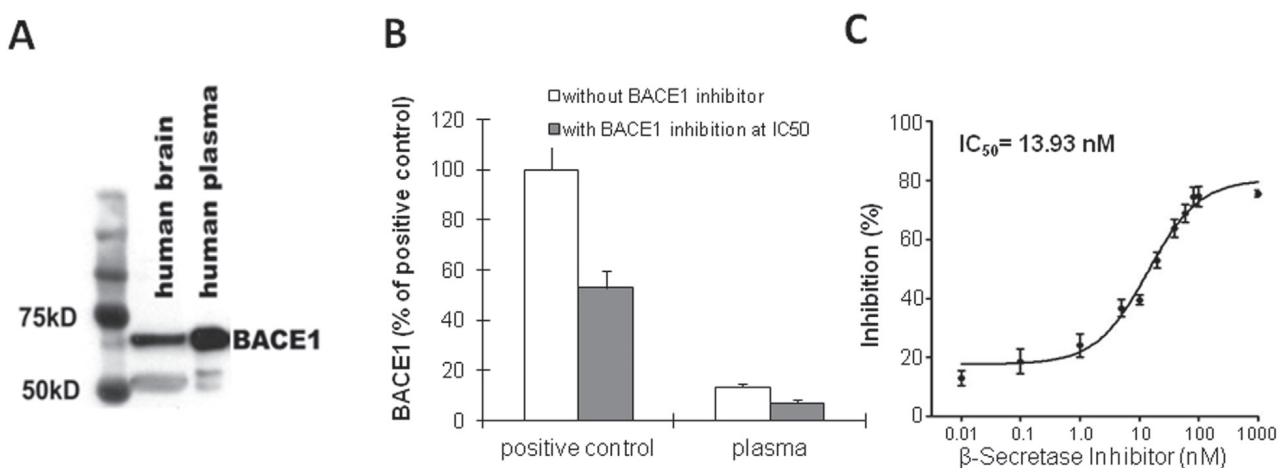 A
human brain
human plasma
75kD
BACE1
50kD
B
without BACE1 inhibitor
with BACE1 inhibition at IC50
BACE1 (% of positive control)
120
100
80
60
40
20
0
positive control
plasma
C
IC50= 13.93 nM
Inhibition (%)
100
80
60
40
20
0
0.01 0.1 1.0 10 100 1000
β-Secretase Inhibitor (nM)